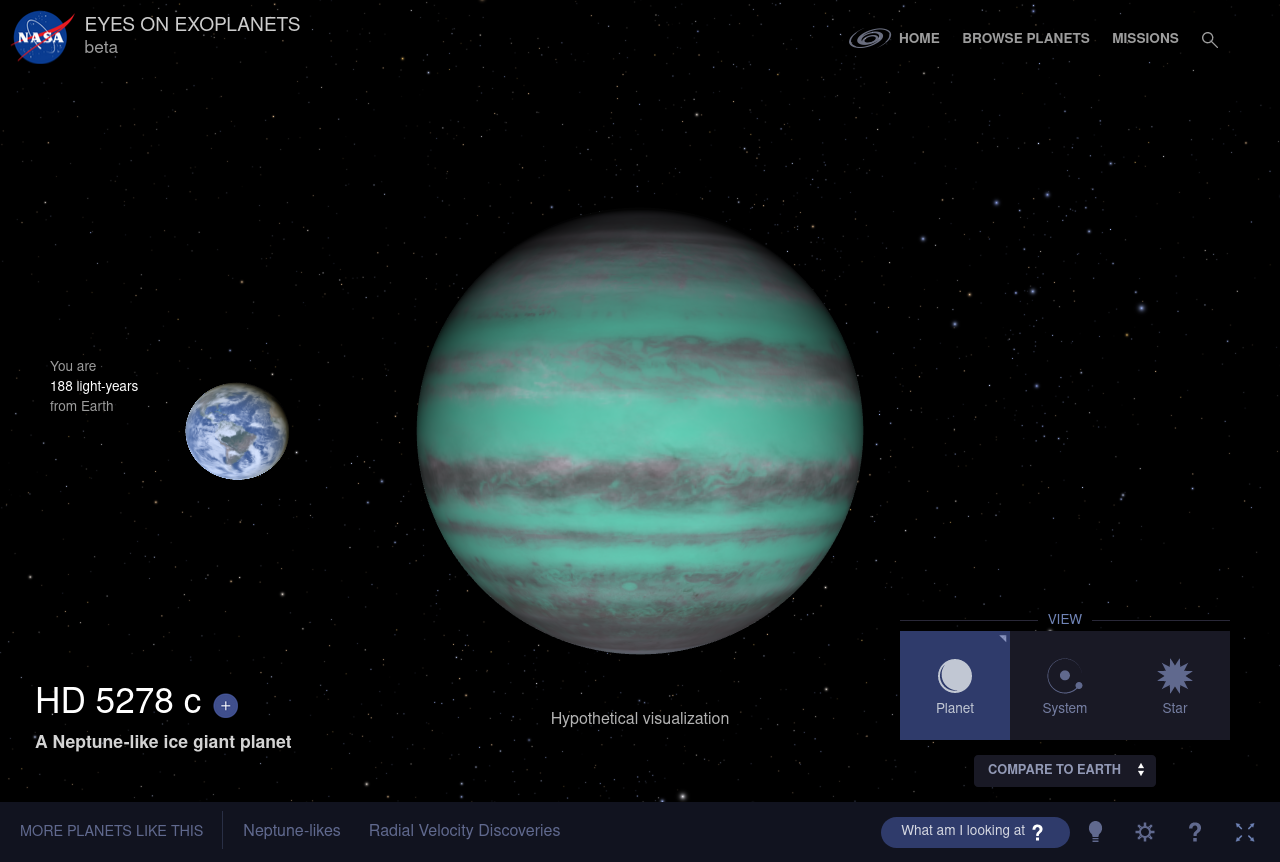 NASA
EYES ON EXOPLANETS
beta
HOME
BROWSE PLANETS
MISSIONS
You are
188 light-years
from Earth
HD 5278 c +
A Neptune-like ice giant planet
Hypothetical visualization
VIEW
Planet
System
Star
COMPARE TO EARTH
MORE PLANETS LIKE THIS
Neptune-likes
Radial Velocity Discoveries
What am I looking at ?
?